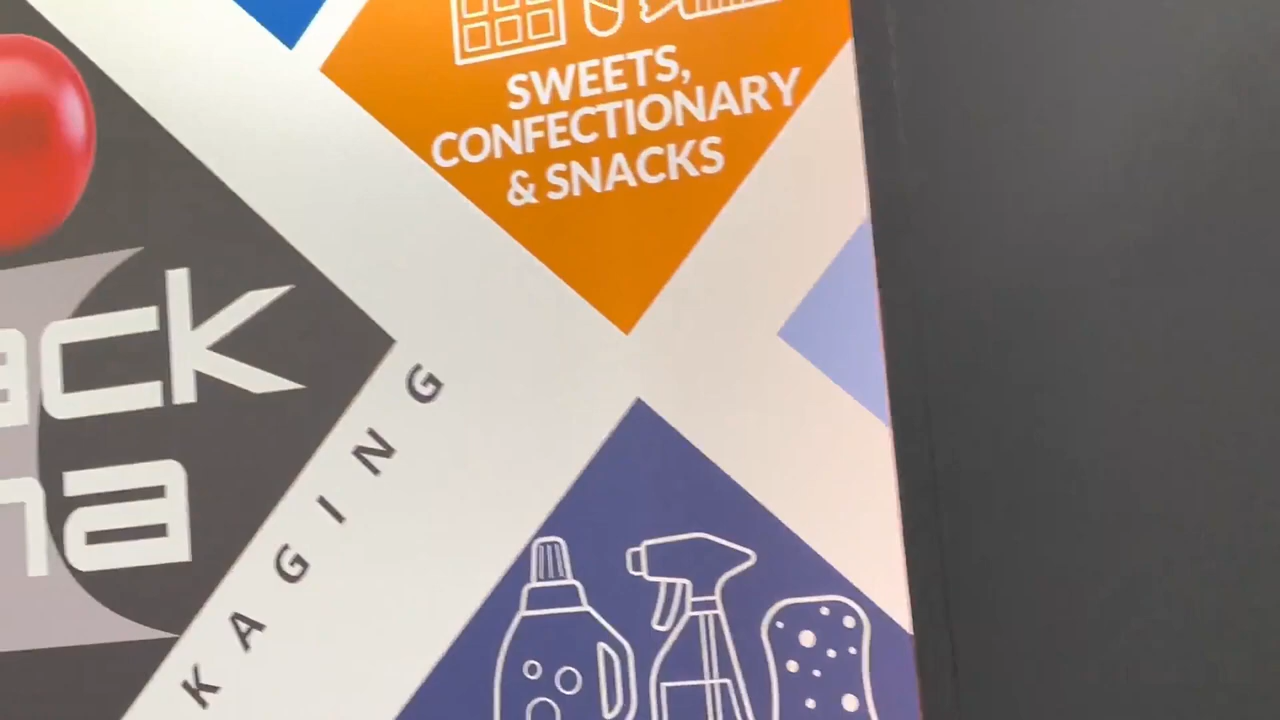 SWEETS,
CONFECTIONARY
& SNACKS
ack
na
KAGING